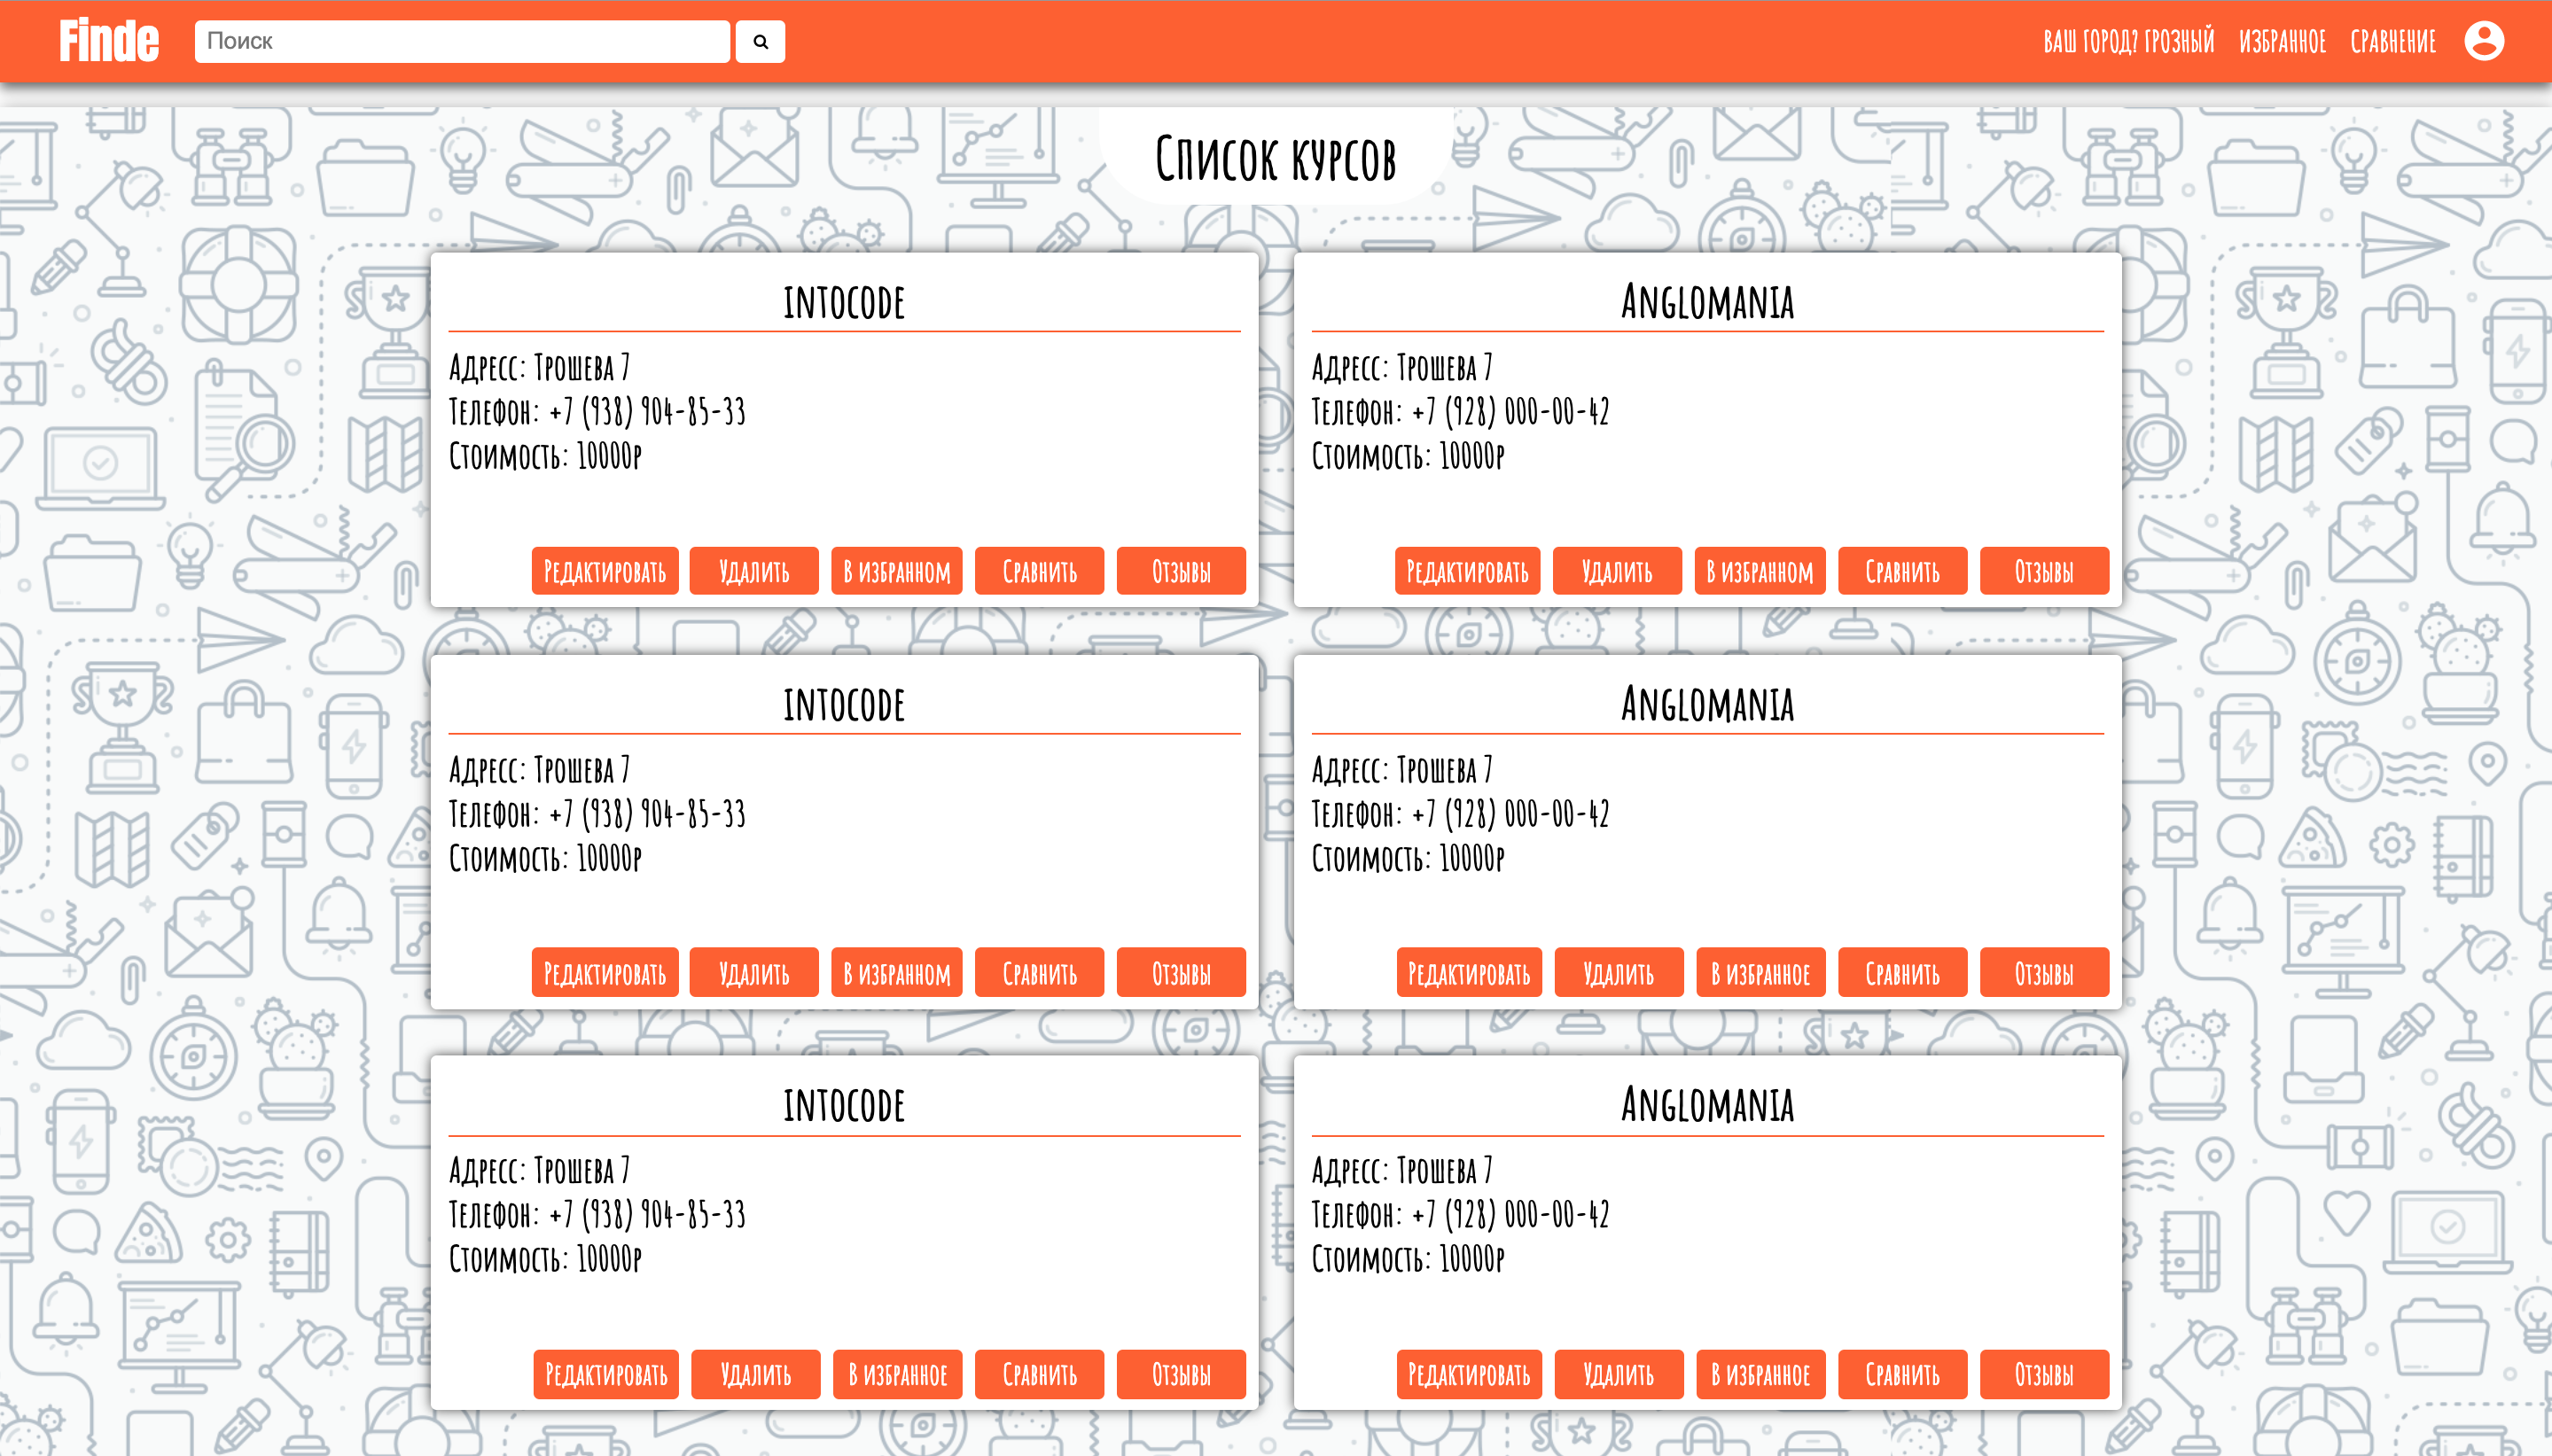 Finde Поиск ВАШ ГОРОД? ГРОЗНЫЙ ИЗБРАННОЕ СРАВНЕНИЕ
Список курсов
intocode
Адресс: Трошева 7
Телефон: +7 (938) 904-85-33
Стоимость: 10000р
Редактировать Удалить В избранном Сравнить Отзывы
Anglomania
Адресс: Трошева 7
Телефон: +7 (928) 000-00-42
Стоимость: 10000р
Редактировать Удалить В избранном Сравнить Отзывы
intocode
Адресс: Трошева 7
Телефон: +7 (938) 904-85-33
Стоимость: 10000р
Редактировать Удалить В избранном Сравнить Отзывы
Anglomania
Адресс: Трошева 7
Телефон: +7 (928) 000-00-42
Стоимость: 10000р
Редактировать Удалить В избранное Сравнить Отзывы
intocode
Адресс: Трошева 7
Телефон: +7 (938) 904-85-33
Стоимость: 10000р
Редактировать Удалить В избранное Сравнить Отзывы
Anglomania
Адресс: Трошева 7
Телефон: +7 (928) 000-00-42
Стоимость: 10000р
Редактировать Удалить В избранное Сравнить Отзывы